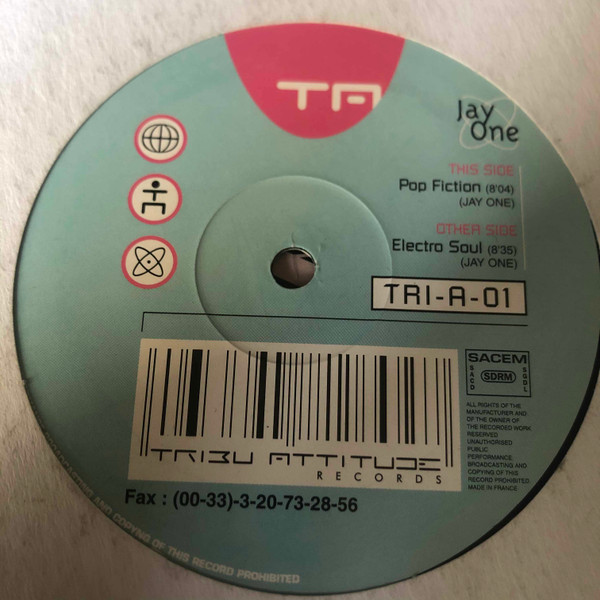 TA
Jay
One
THIS SIDE
Pop Fiction (8'04)
(JAY ONE)
OTHER SIDE
Electro Soul (8'35)
(JAY ONE)
TRI-A-01
SACEM
SACD
SDRM
SGDL
TRIBU ATTITUDE
RECORDS
Fax : (00-33)-3-20-73-28-56
ALL RIGHTS OF THE
MANUFACTURER AND
OF THE OWNER OF
THE RECORDED WORK
RESERVED
UNAUTHORISED
PUBLIC
PERFORMANCE,
BROADCASTING AND
COPYING OF THIS
RECORD PROHIBITED
MADE IN FRANCE
AND COPYNG OF THIS RECORD PROHIBITED